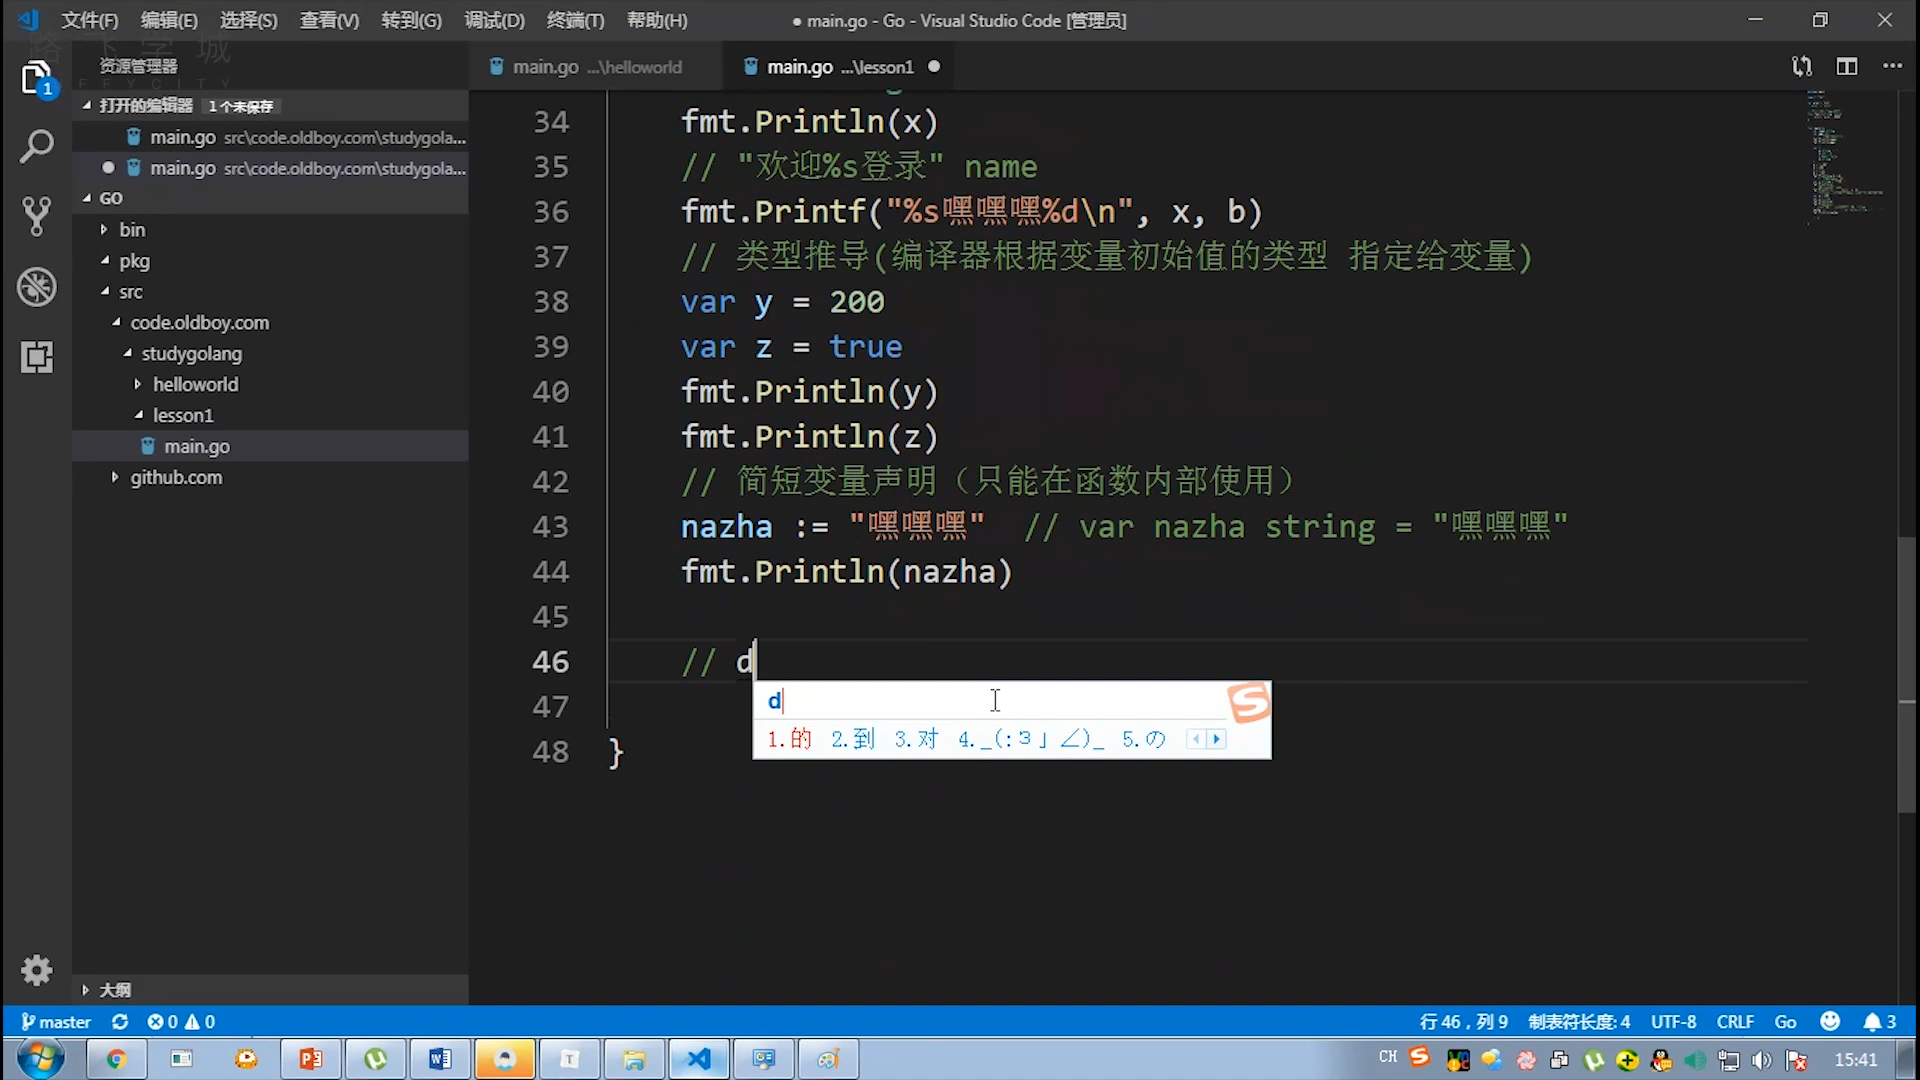 文件(F) 编辑(E) 选择(S) 查看(V) 转到(G) 调试(D) 终端(T) 帮助(H) ● main.go - Go - Visual Studio Code [管理员]
路飞学城
资源管理器
main.go ...\helloworld main.go ...\lesson1
1
打开的编辑器 1 个未保存
main.go src\code.oldboy.com\studygola...
main.go src\code.oldboy.com\studygola...
GO
bin
pkg
src
code.oldboy.com
studygolang
helloworld
lesson1
main.go
github.com
大纲
34 fmt.Println(x)
35 // "欢迎%s登录" name
36 fmt.Printf("%s嘿嘿嘿%d\n", x, b)
37 // 类型推导(编译器根据变量初始值的类型 指定给变量)
38 var y = 200
39 var z = true
40 fmt.Println(y)
41 fmt.Println(z)
42 // 简短变量声明（只能在函数内部使用）
43 nazha := "嘿嘿嘿" // var nazha string = "嘿嘿嘿"
44 fmt.Println(nazha)
45
46 // d
47
48 }
d
1.的 2.到 3.对 4._(:3」∠)_ 5.の
master 0 0 行 46，列 9 制表符长度: 4 UTF-8 CRLF Go 3
CH 15:41